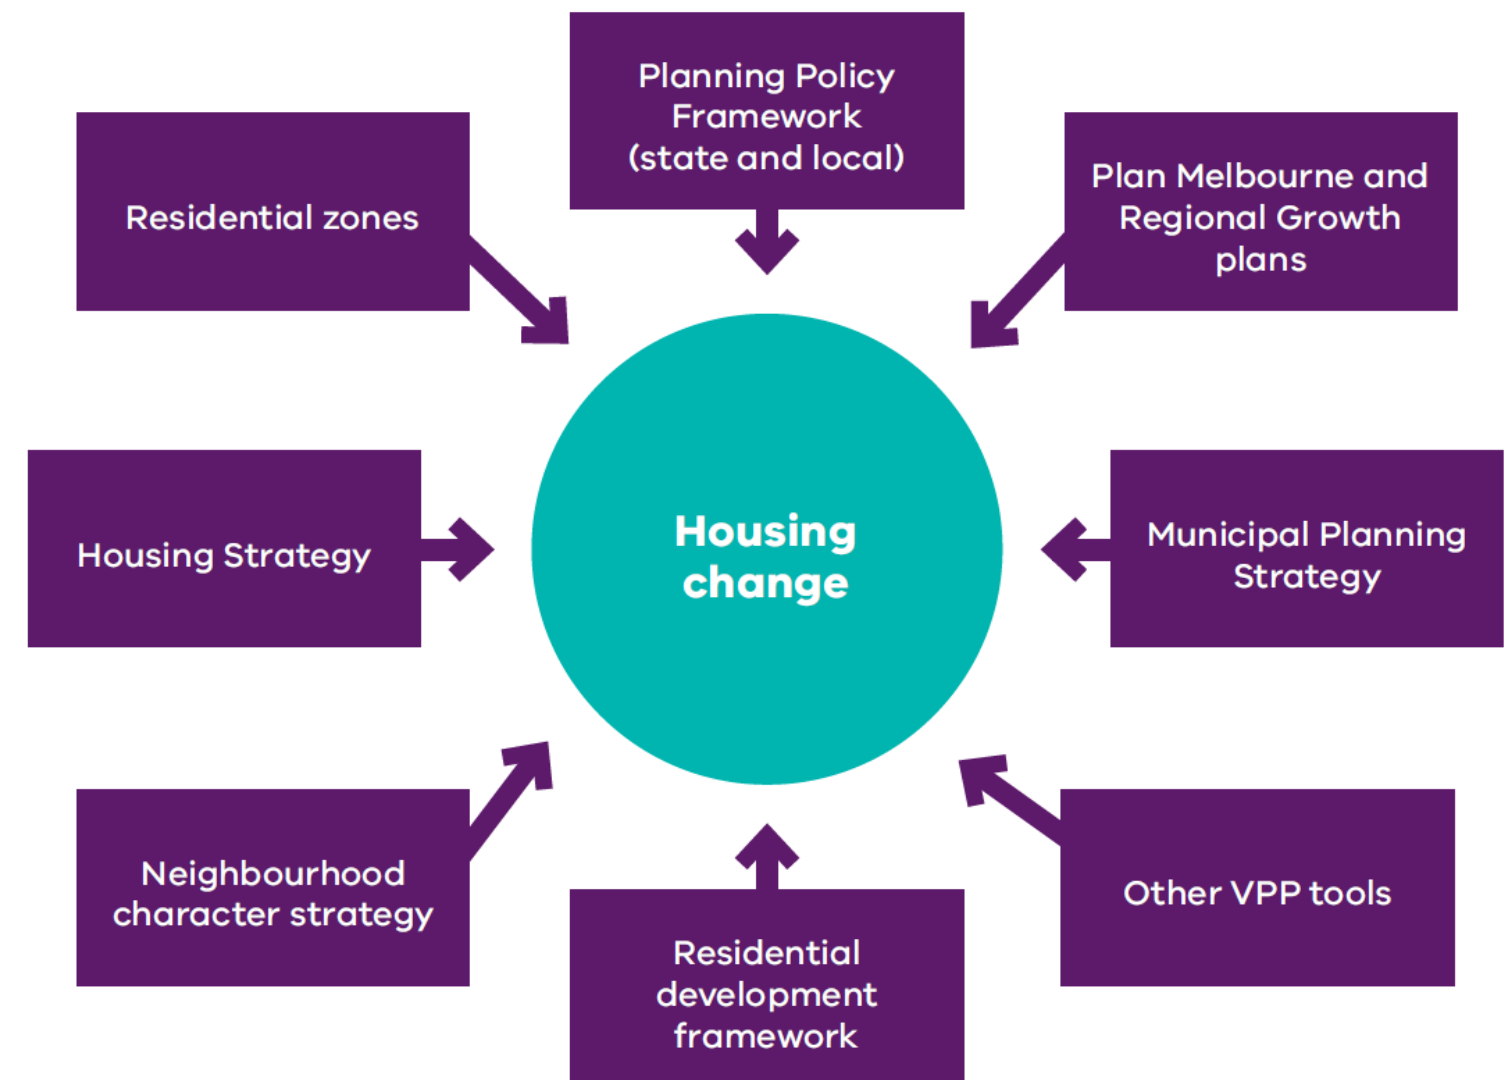 Planning Policy
Framework
(state and local)
Residential zones
Plan Melbourne and
Regional Growth
plans
Housing Strategy
Housing
change
Municipal Planning
Strategy
Neighbourhood
character strategy
Other VPP tools
Residential
development
framework